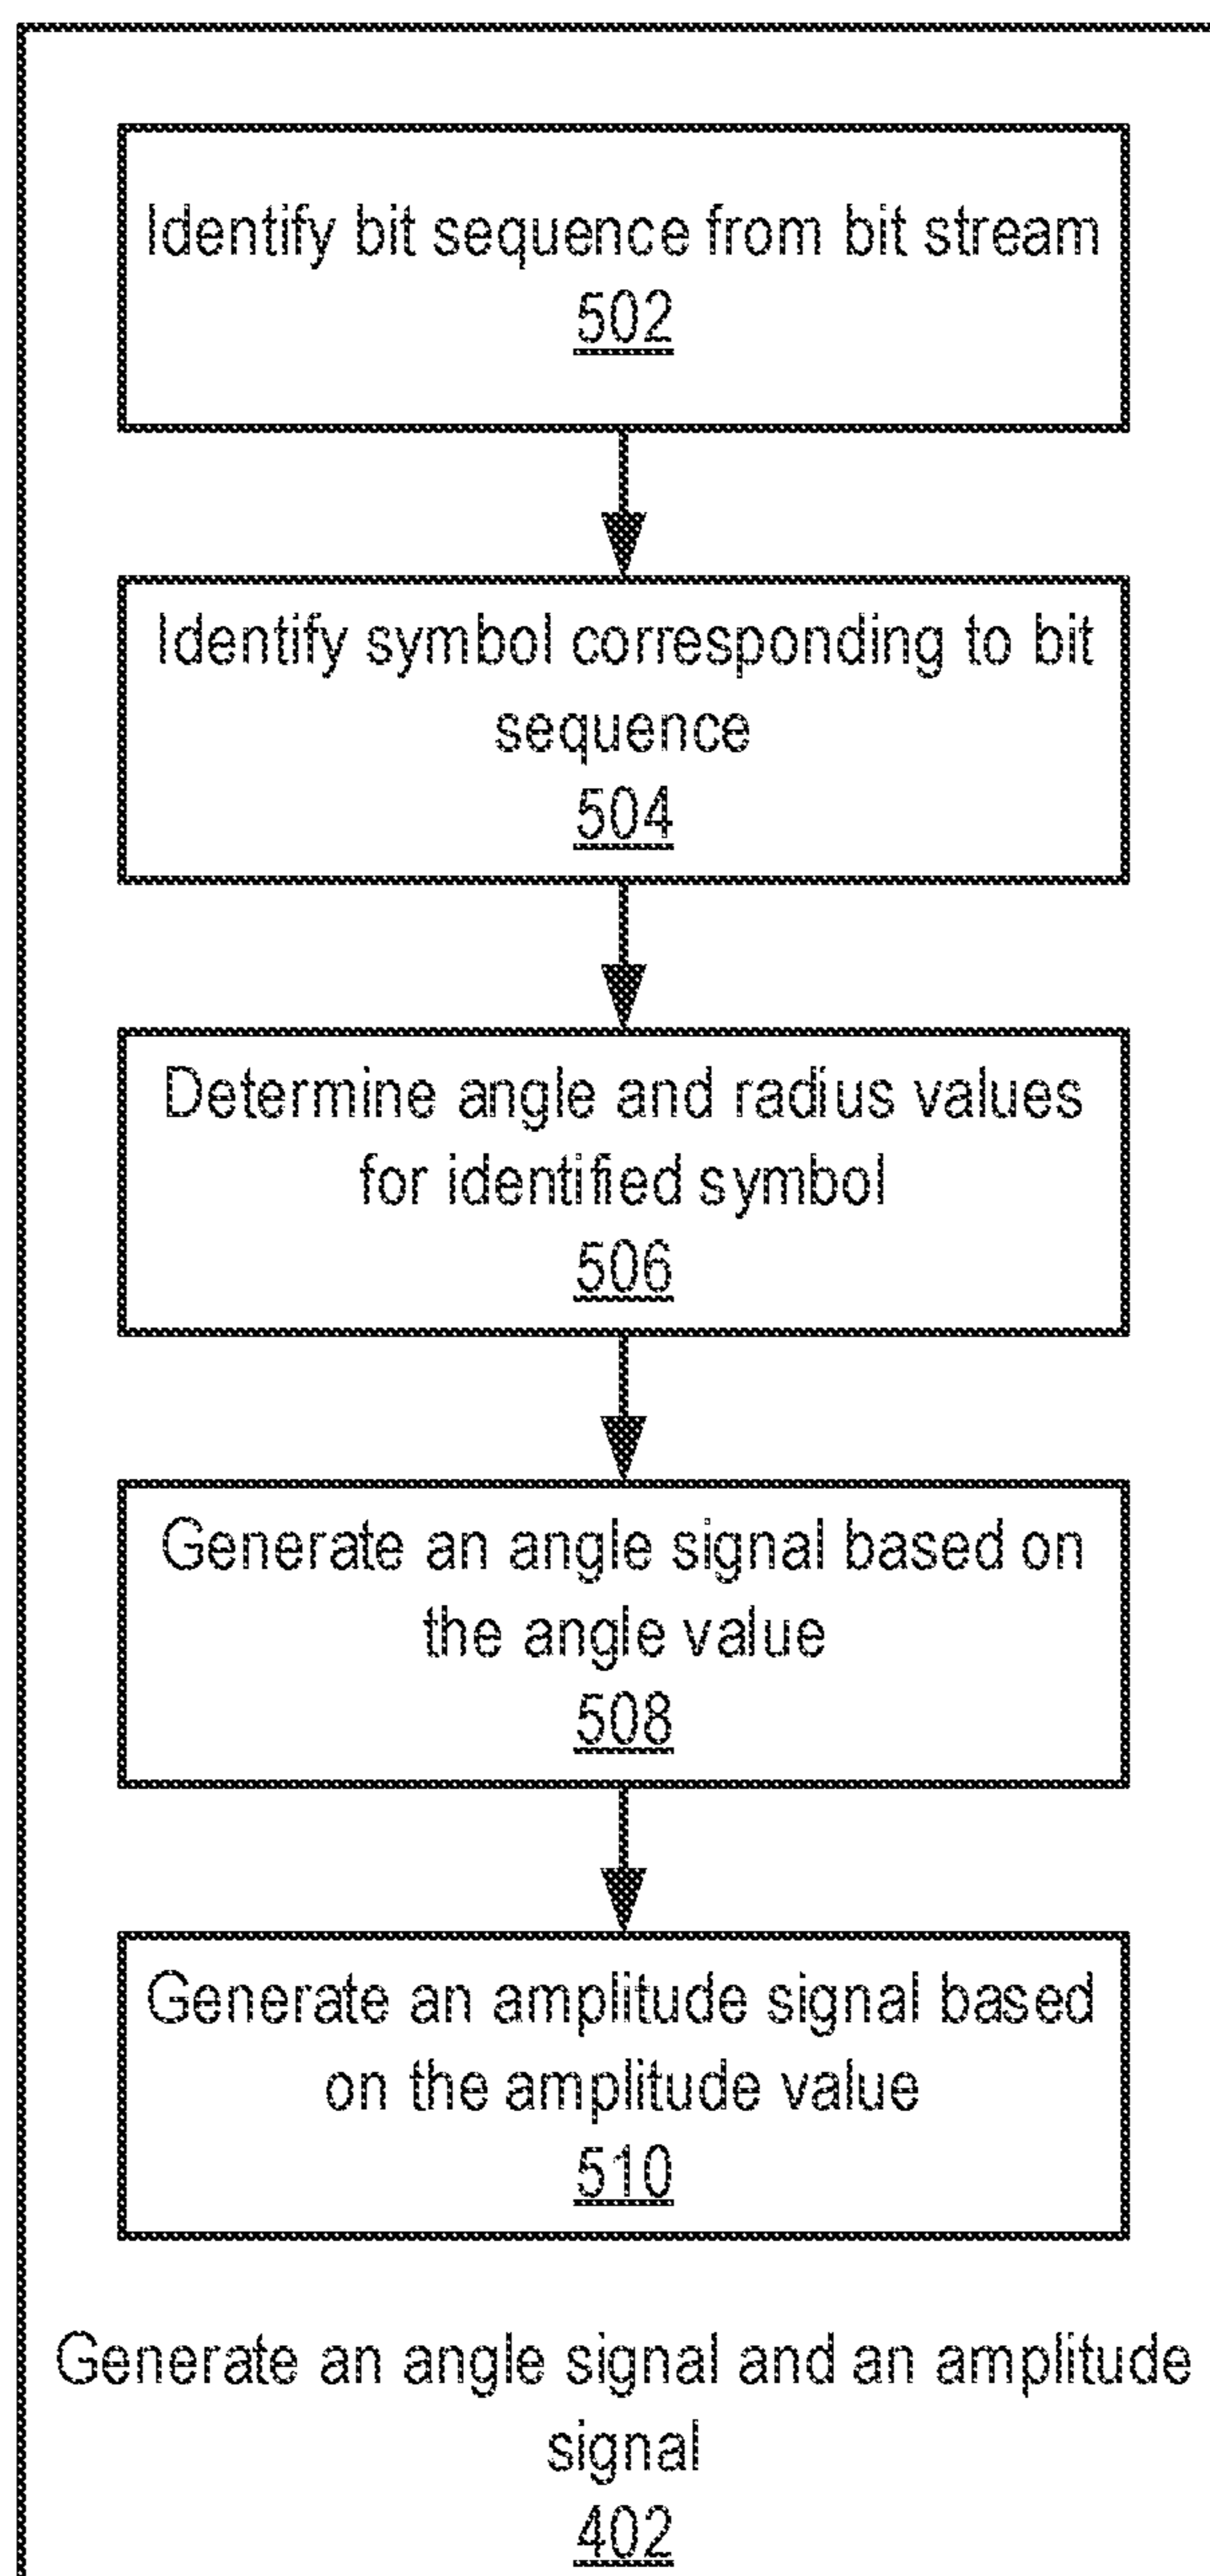 Identify bit sequence from bit stream
502
Identify symbol corresponding to bit
sequence
504
Determine angle and radius values
for identified symbol
506
Generate an angle signal based on
the angle value
508
Generate an amplitude signal based
on the amplitude value
510
Generate an angle signal and an amplitude
signal
402